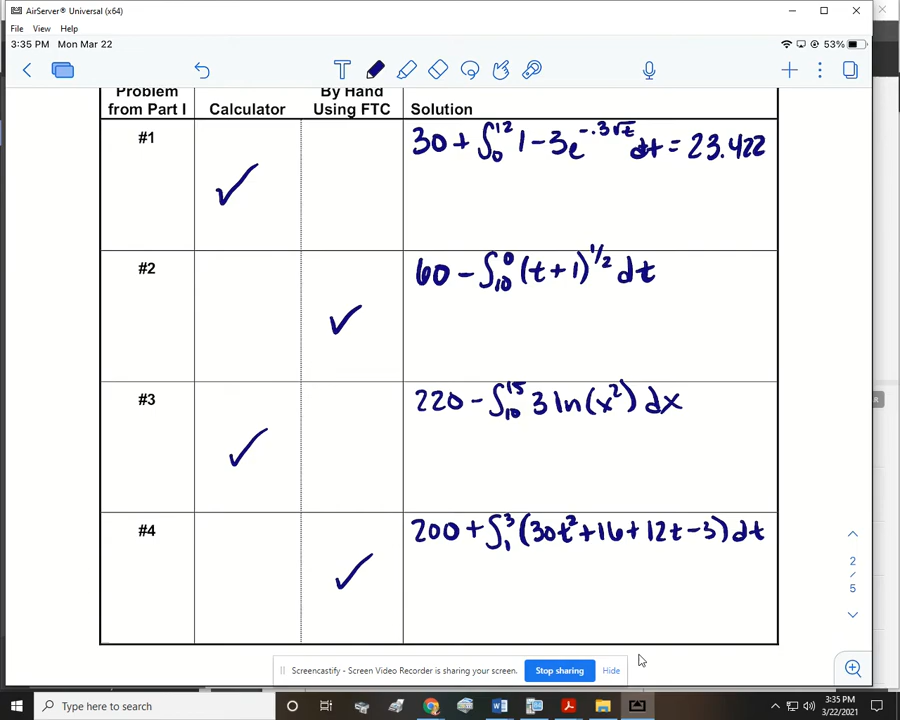 AirServer® Universal (x64)
File View Help
3:35 PM Mon Mar 22
53%
Problem from Part I
Calculator
By Hand Using FTC
Solution
#1
✓
30 + ∫₀¹² 1 − 3e^(−.3√t) dt = 23.422
#2
✓
60 − ∫₁₀⁰ (t + 1)^(1/2) dt
#3
✓
220 − ∫₁₀¹⁵ 3 ln(x²) dx
#4
✓
200 + ∫₁³ (30t² + 16 + 12t − 3) dt
2
/
5
Screencastify - Screen Video Recorder is sharing your screen.
Stop sharing
Hide
Type here to search
3:35 PM
3/22/2021